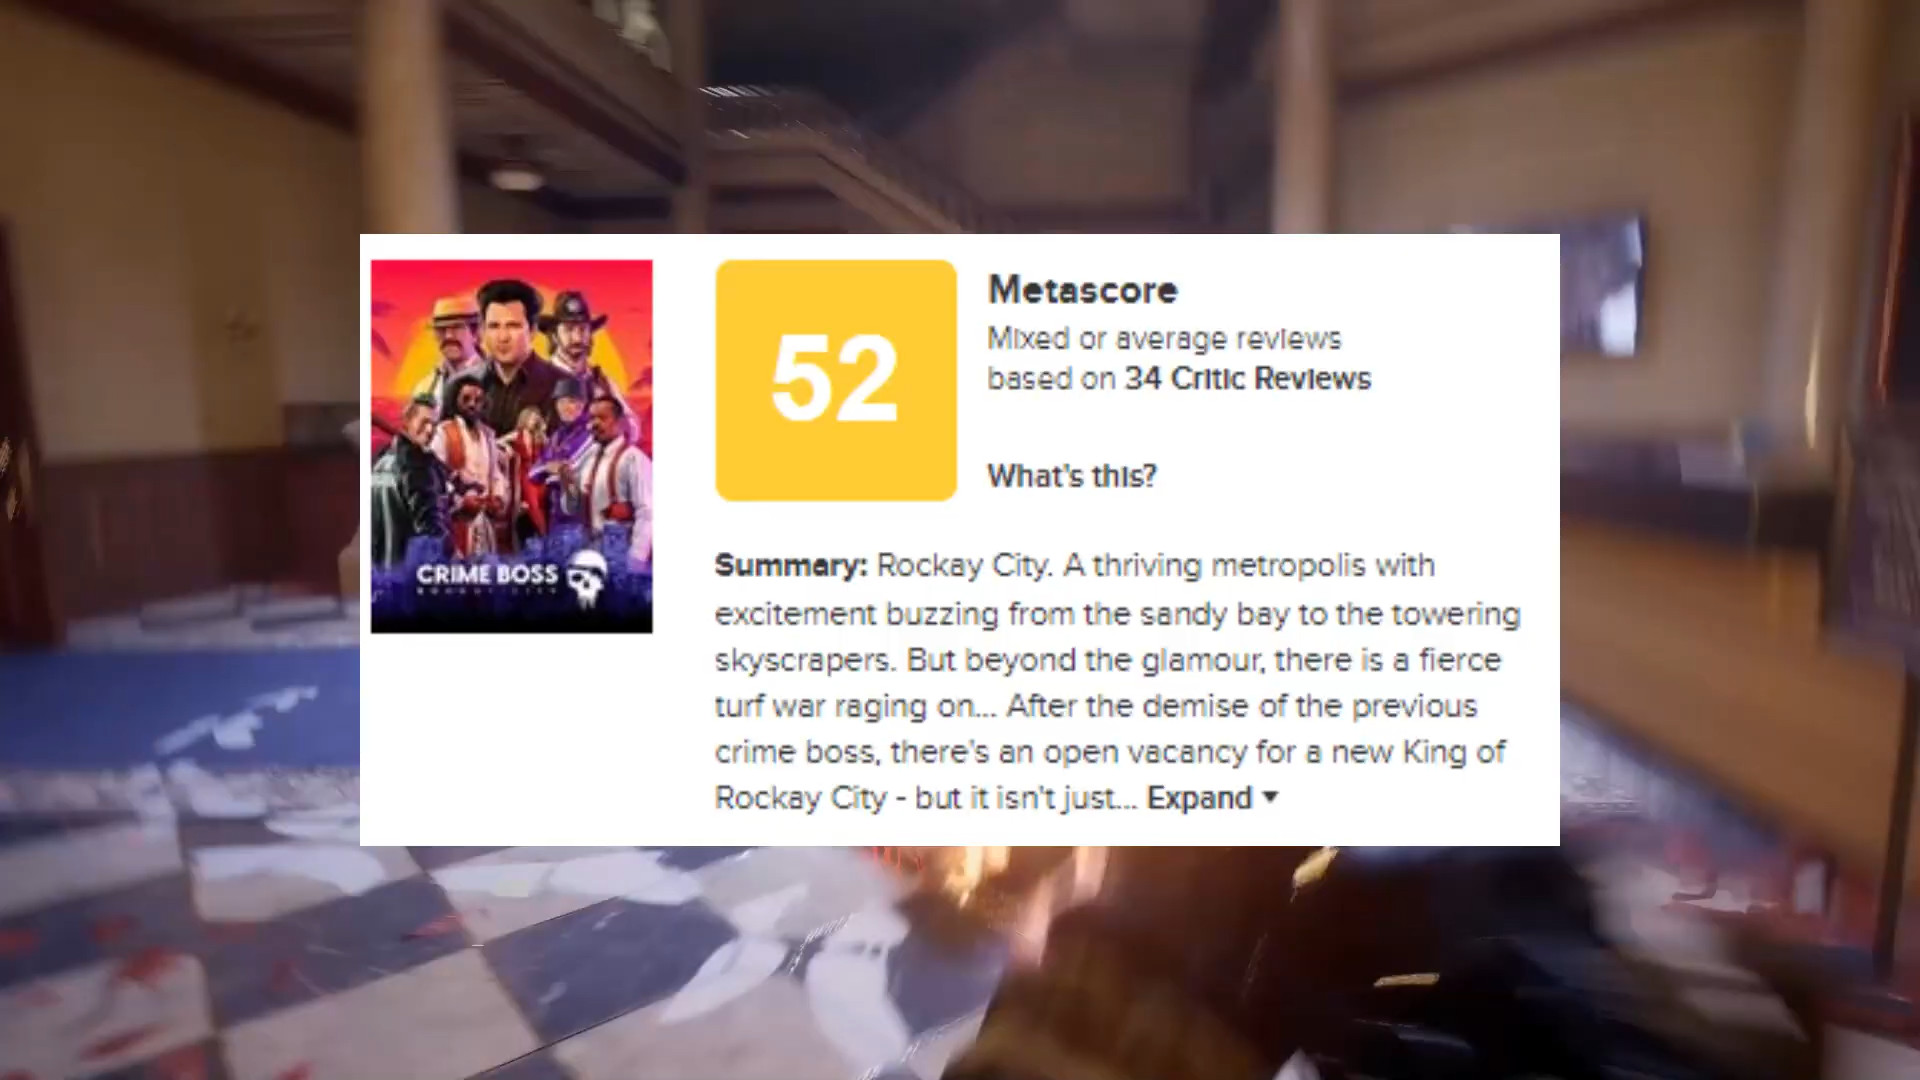 52
Metascore
Mixed or average reviews
based on 34 Critic Reviews
What's this?
CRIME BOSS
Summary: Rockay City. A thriving metropolis with
excitement buzzing from the sandy bay to the towering
skyscrapers. But beyond the glamour, there is a fierce
turf war raging on... After the demise of the previous
crime boss, there's an open vacancy for a new King of
Rockay City - but it isn't just... Expand